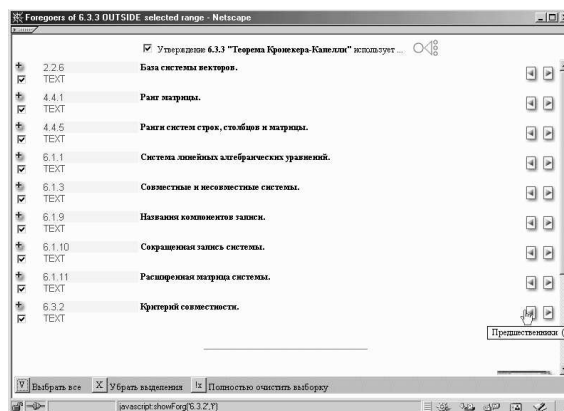 Foregoers of 6.3.3 OUTSIDE selected range - Netscape
Утверждение 6.3.3 "Теорема Кронекера-Капелли" использует ...
2.2.6 База системы векторов.
TEXT
4.4.1 Ранг матрицы.
TEXT
4.4.5 Ранги систем строк, столбцов и матрицы.
TEXT
6.1.1 Система линейных алгебраических уравнений.
TEXT
6.1.3 Совместные и несовместные системы.
TEXT
6.1.9 Названия компонентов записи.
TEXT
6.1.10 Сокращенная запись системы.
TEXT
6.1.11 Расширенная матрица системы.
TEXT
6.3.2 Критерий совместности.
TEXT
Предшественники (
V Выбрать все X Убрать выделения !x Полностью очистить выборку
javascript:showForg('6.3.2','f')